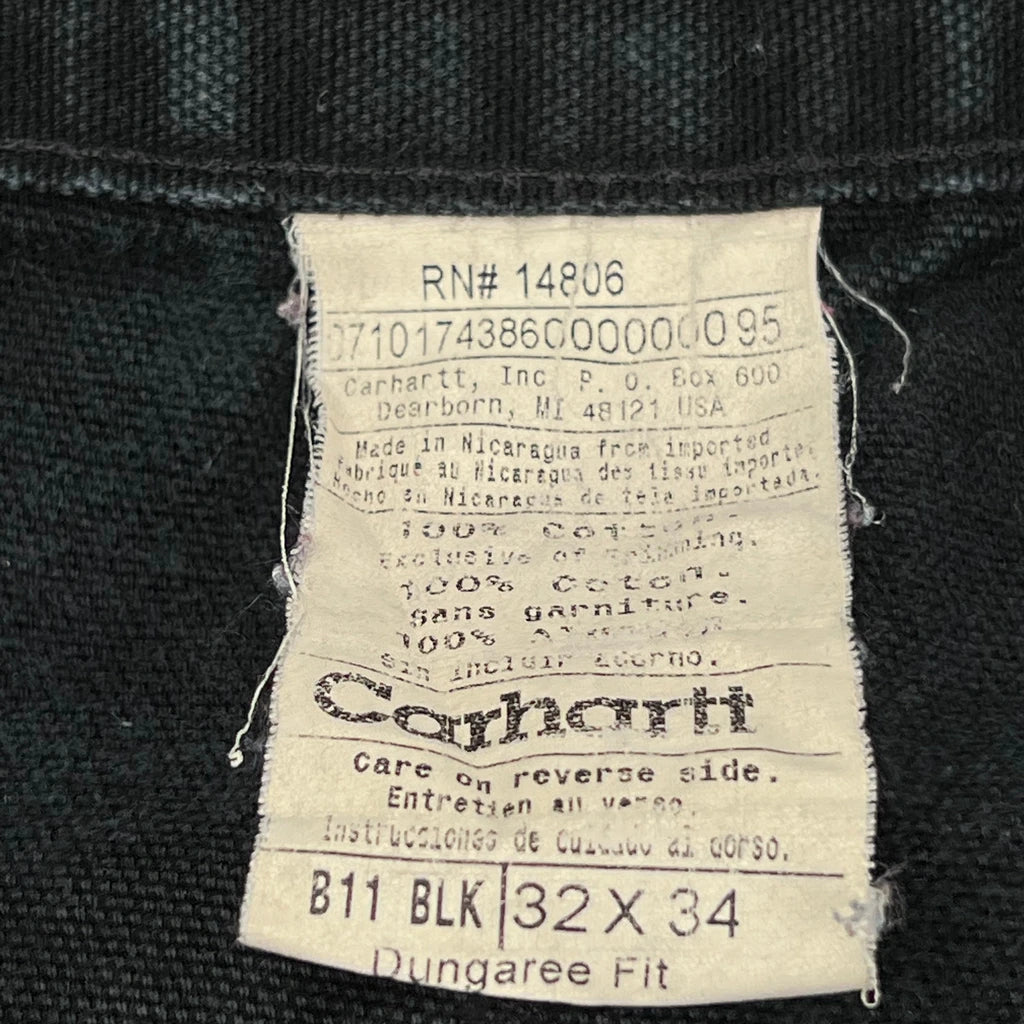 RN# 14806
071017438600000000095
Carhartt, Inc P. O. Box 600
Dearborn, MI 48121 USA
Made in Nicaragua from imported
Fabrique au Nicaragua des tissu importe.
Hecho en Nicaragua de tela importada.
100% Cotton.
Exclusive of Trimming.
100% Coton.
Sans garniture.
100% Algodon
Sin incluir adorno.
Carhartt
Care on reverse side.
Entretien au verso.
Instrucciones de cuidado al dorso.
B11 BLK 32 X 34
Dungaree Fit